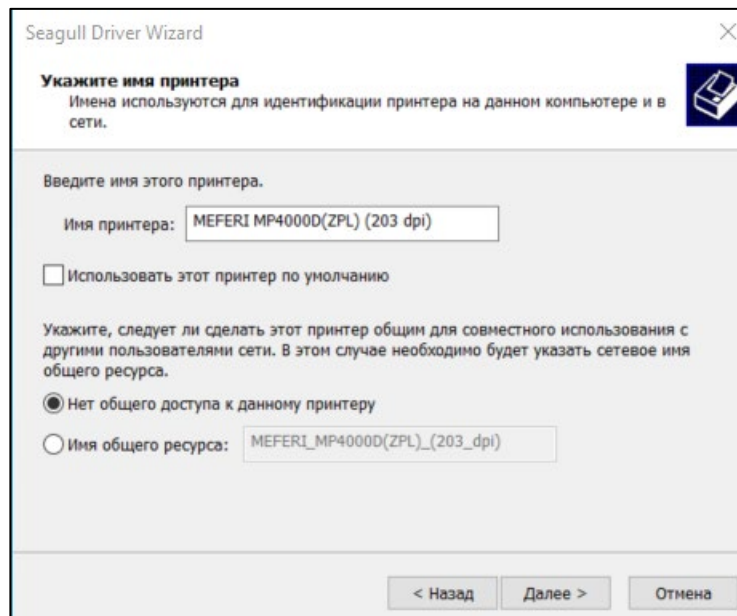 Seagull Driver Wizard
Укажите имя принтера
Имена используются для идентификации принтера на данном компьютере и в
сети.
Введите имя этого принтера.
Имя принтера: MEFERI MP4000D(ZPL) (203 dpi)
Использовать этот принтер по умолчанию
Укажите, следует ли сделать этот принтер общим для совместного использования с
другими пользователями сети. В этом случае необходимо будет указать сетевое имя
общего ресурса.
Нет общего доступа к данному принтеру
Имя общего ресурса: MEFERI_MP4000D(ZPL)_(203_dpi)
< Назад Далее > Отмена